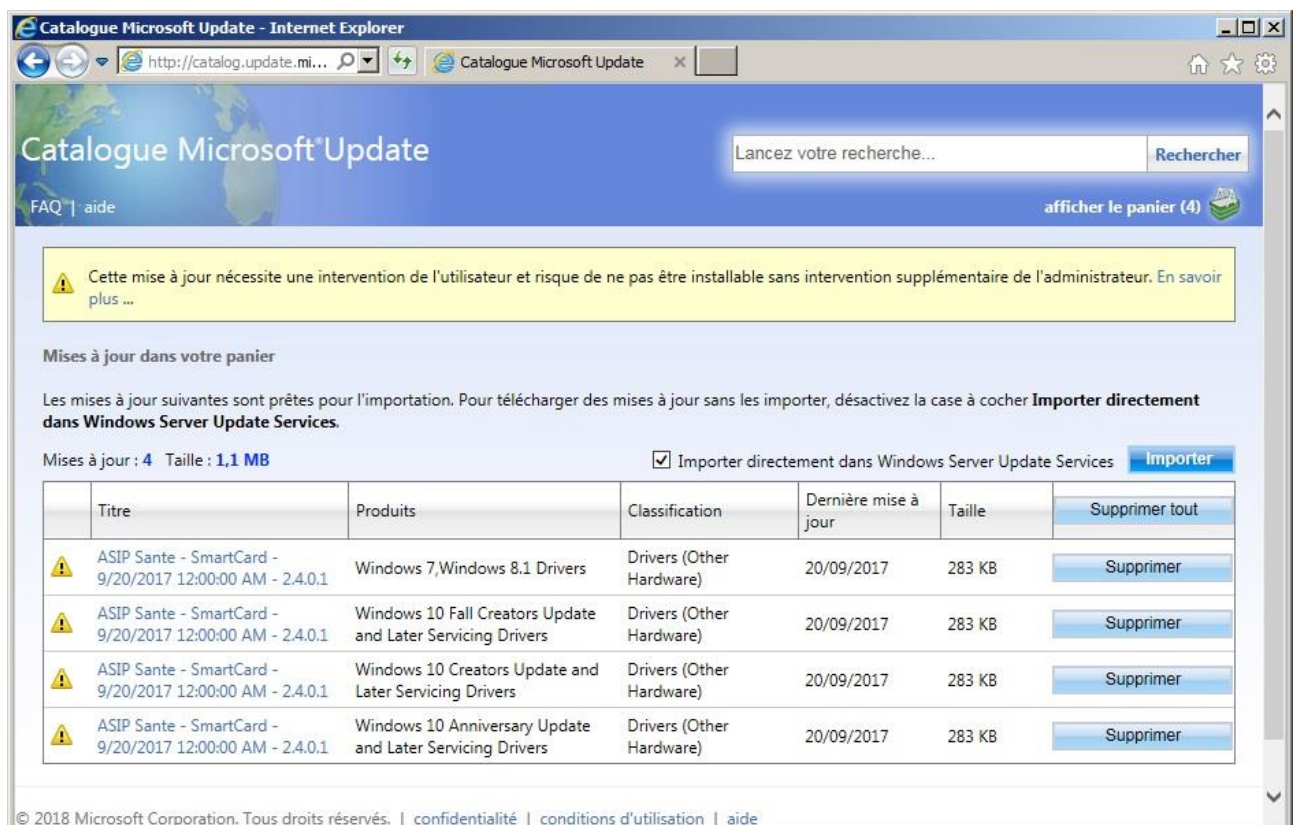 Catalogue Microsoft Update - Internet Explorer
http://catalog.update.mi...
Catalogue Microsoft Update
Catalogue Microsoft® Update
Lancez votre recherche...
Rechercher
FAQ | aide
afficher le panier (4)
Cette mise à jour nécessite une intervention de l'utilisateur et risque de ne pas être installable sans intervention supplémentaire de l'administrateur. En savoir
plus ...
Mises à jour dans votre panier
Les mises à jour suivantes sont prêtes pour l'importation. Pour télécharger des mises à jour sans les importer, désactivez la case à cocher Importer directement
dans Windows Server Update Services.
Mises à jour : 4 Taille : 1,1 MB
Importer directement dans Windows Server Update Services
Importer
Titre
Produits
Classification
Dernière mise à
jour
Taille
Supprimer tout
ASIP Sante - SmartCard -
9/20/2017 12:00:00 AM - 2.4.0.1
Windows 7,Windows 8.1 Drivers
Drivers (Other
Hardware)
20/09/2017
283 KB
Supprimer
ASIP Sante - SmartCard -
9/20/2017 12:00:00 AM - 2.4.0.1
Windows 10 Fall Creators Update
and Later Servicing Drivers
Drivers (Other
Hardware)
20/09/2017
283 KB
Supprimer
ASIP Sante - SmartCard -
9/20/2017 12:00:00 AM - 2.4.0.1
Windows 10 Creators Update and
Later Servicing Drivers
Drivers (Other
Hardware)
20/09/2017
283 KB
Supprimer
ASIP Sante - SmartCard -
9/20/2017 12:00:00 AM - 2.4.0.1
Windows 10 Anniversary Update
and Later Servicing Drivers
Drivers (Other
Hardware)
20/09/2017
283 KB
Supprimer
© 2018 Microsoft Corporation. Tous droits réservés. | confidentialité | conditions d'utilisation | aide